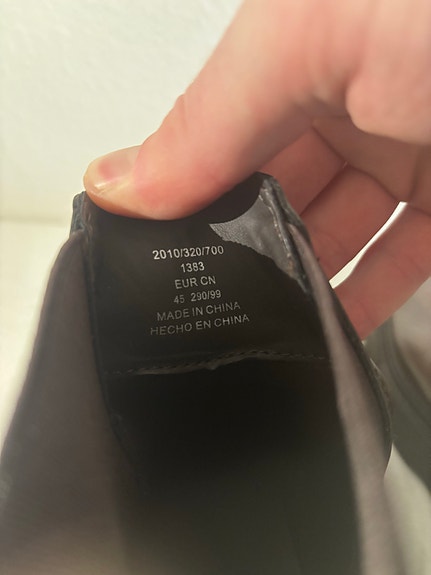 2010/320/700
1383
EUR CN
45 290/99
MADE IN CHINA
HECHO EN CHINA